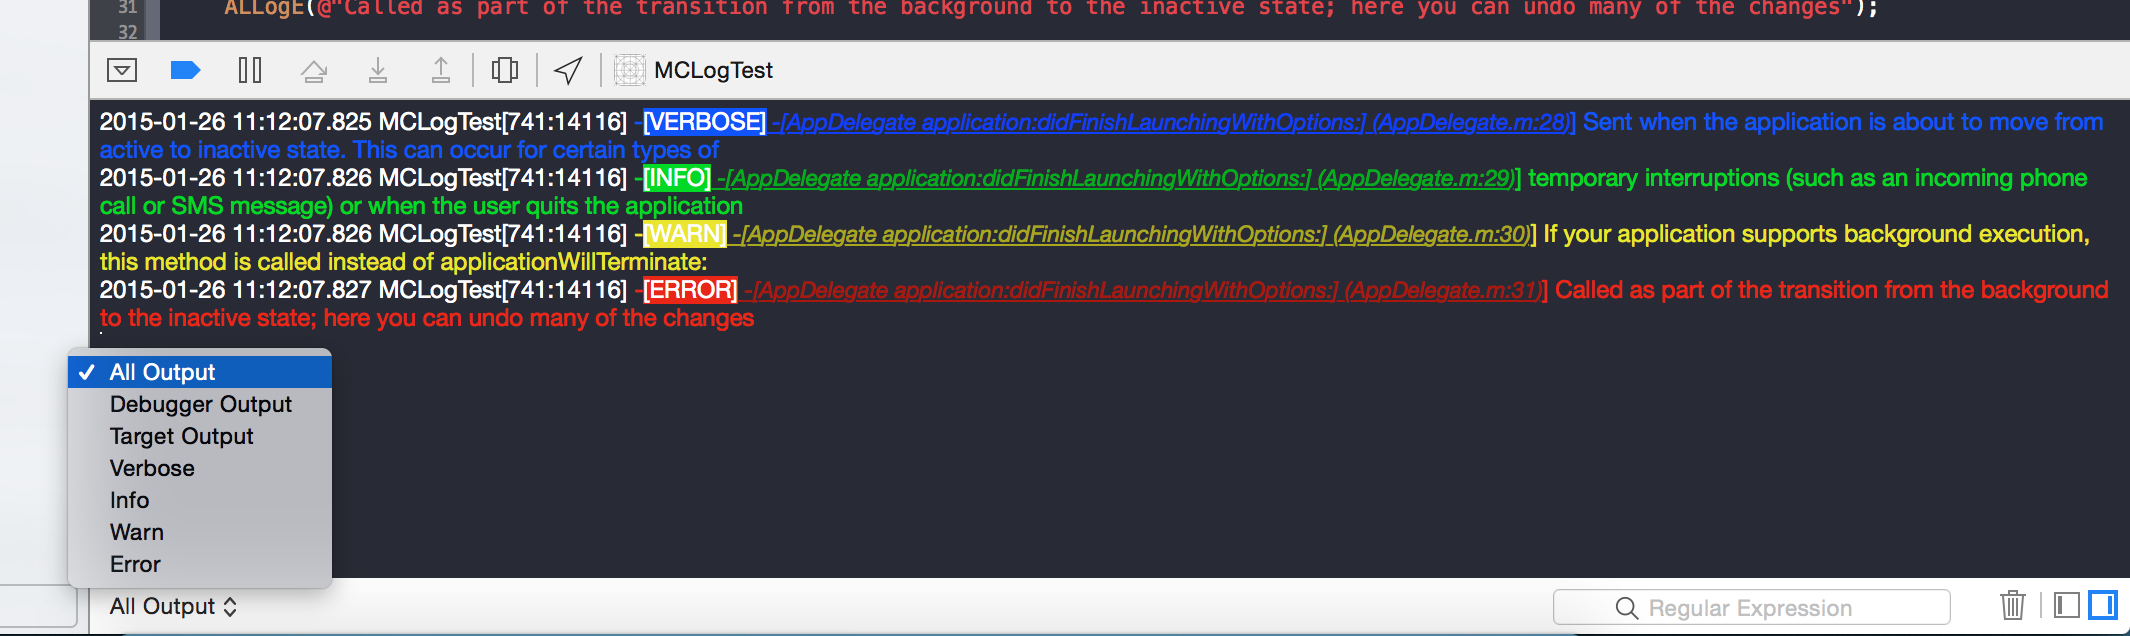 31 ALLogE(@"Called as part of the transition from the background to the inactive state; here you can undo many of the changes");
32
MCLogTest
2015-01-26 11:12:07.825 MCLogTest[741:14116] -[VERBOSE] -[AppDelegate application:didFinishLaunchingWithOptions:] (AppDelegate.m:28)] Sent when the application is about to move from
active to inactive state. This can occur for certain types of
2015-01-26 11:12:07.826 MCLogTest[741:14116] -[INFO] -[AppDelegate application:didFinishLaunchingWithOptions:] (AppDelegate.m:29)] temporary interruptions (such as an incoming phone
call or SMS message) or when the user quits the application
2015-01-26 11:12:07.826 MCLogTest[741:14116] -[WARN] -[AppDelegate application:didFinishLaunchingWithOptions:] (AppDelegate.m:30)] If your application supports background execution,
this method is called instead of applicationWillTerminate:
2015-01-26 11:12:07.827 MCLogTest[741:14116] -[ERROR] -[AppDelegate application:didFinishLaunchingWithOptions:] (AppDelegate.m:31)] Called as part of the transition from the background
to the inactive state; here you can undo many of the changes
✓ All Output
Debugger Output
Target Output
Verbose
Info
Warn
Error
All Output
Regular Expression